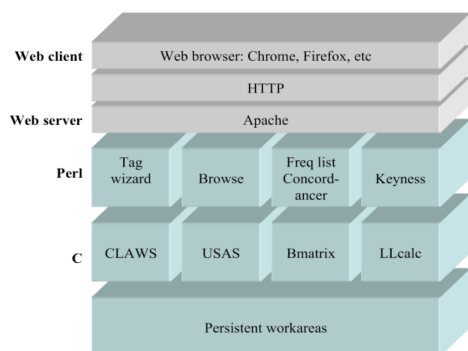 Web client
Web browser: Chrome, Firefox, etc
HTTP
Web server
Apache
Perl
Tag
wizard
Browse
Freq list
Concord-
ancer
Keyness
C
CLAWS
USAS
Bmatrix
LLcalc
Persistent workareas